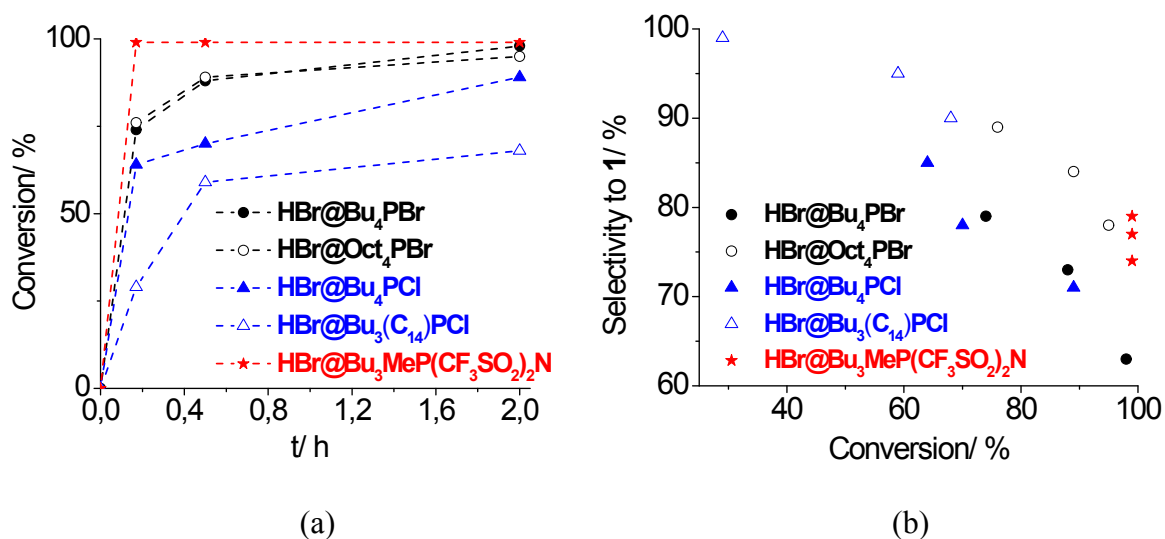 100
50
0
0,0 0,4 0,8 1,2 1,6 2,0
Conversion/ %
t/ h
HBr@Bu₄PBr
HBr@Oct₄PBr
HBr@Bu₄PCl
HBr@Bu₃(C₁₄)PCl
HBr@Bu₃MeP(CF₃SO₂)₂N
(a)
100
90
80
70
60
40 60 80 100
Selectivity to 1/ %
Conversion/ %
HBr@Bu₄PBr
HBr@Oct₄PBr
HBr@Bu₄PCl
HBr@Bu₃(C₁₄)PCl
HBr@Bu₃MeP(CF₃SO₂)₂N
(b)